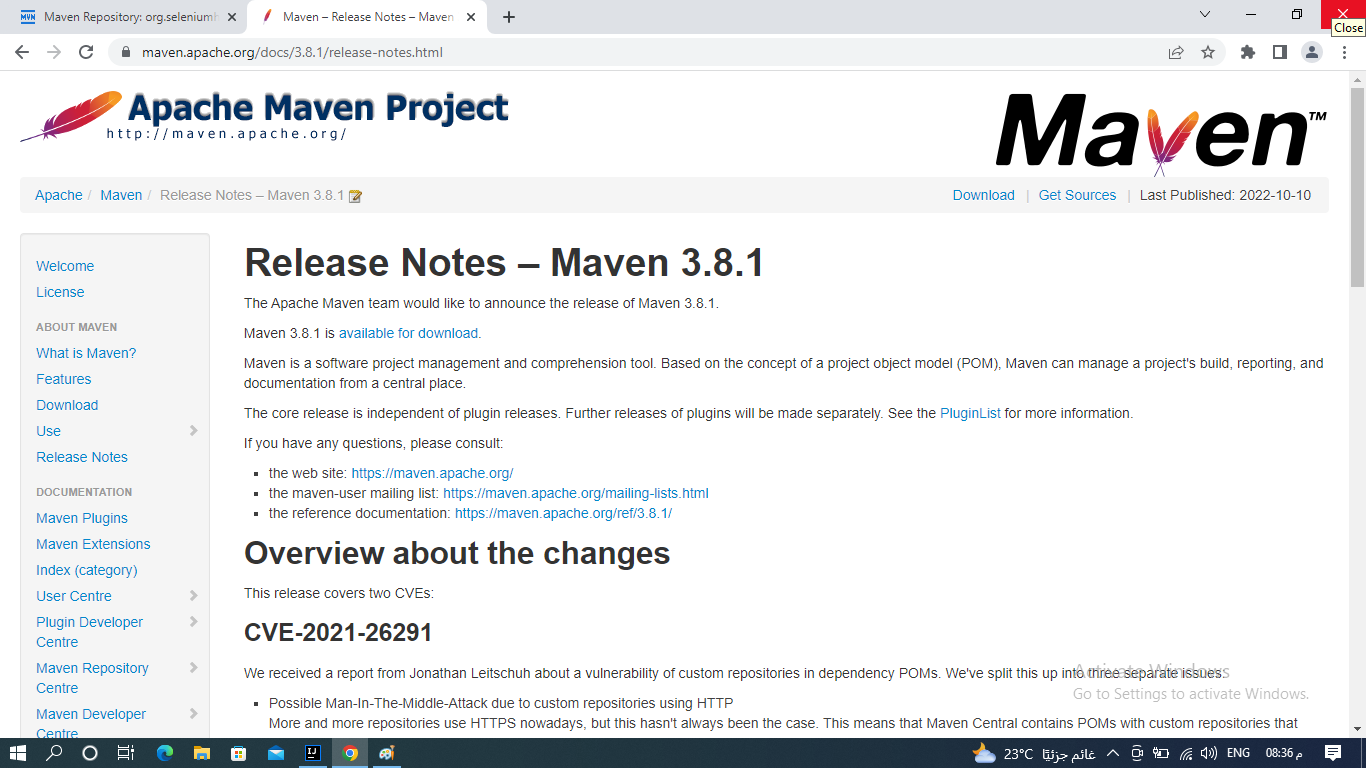 Maven Repository: org.seleniumh
Maven – Release Notes – Maven
Close
maven.apache.org/docs/3.8.1/release-notes.html
Apache Maven Project
http://maven.apache.org/
Maven™
Apache / Maven / Release Notes – Maven 3.8.1
Download | Get Sources | Last Published: 2022-10-10
Welcome
License
ABOUT MAVEN
What is Maven?
Features
Download
Use
Release Notes
DOCUMENTATION
Maven Plugins
Maven Extensions
Index (category)
User Centre
Plugin Developer
Centre
Maven Repository
Centre
Maven Developer
Centre
Release Notes – Maven 3.8.1
The Apache Maven team would like to announce the release of Maven 3.8.1.
Maven 3.8.1 is available for download.
Maven is a software project management and comprehension tool. Based on the concept of a project object model (POM), Maven can manage a project's build, reporting, and
documentation from a central place.
The core release is independent of plugin releases. Further releases of plugins will be made separately. See the PluginList for more information.
If you have any questions, please consult:
the web site: https://maven.apache.org/
the maven-user mailing list: https://maven.apache.org/mailing-lists.html
the reference documentation: https://maven.apache.org/ref/3.8.1/
Overview about the changes
This release covers two CVEs:
CVE-2021-26291
We received a report from Jonathan Leitschuh about a vulnerability of custom repositories in dependency POMs. We've split this up into three separate issues:
Possible Man-In-The-Middle-Attack due to custom repositories using HTTP
More and more repositories use HTTPS nowadays, but this hasn't always been the case. This means that Maven Central contains POMs with custom repositories that
Activate Windows
Go to Settings to activate Windows.
23°C غائم جزئيًا
ENG
08:36 م